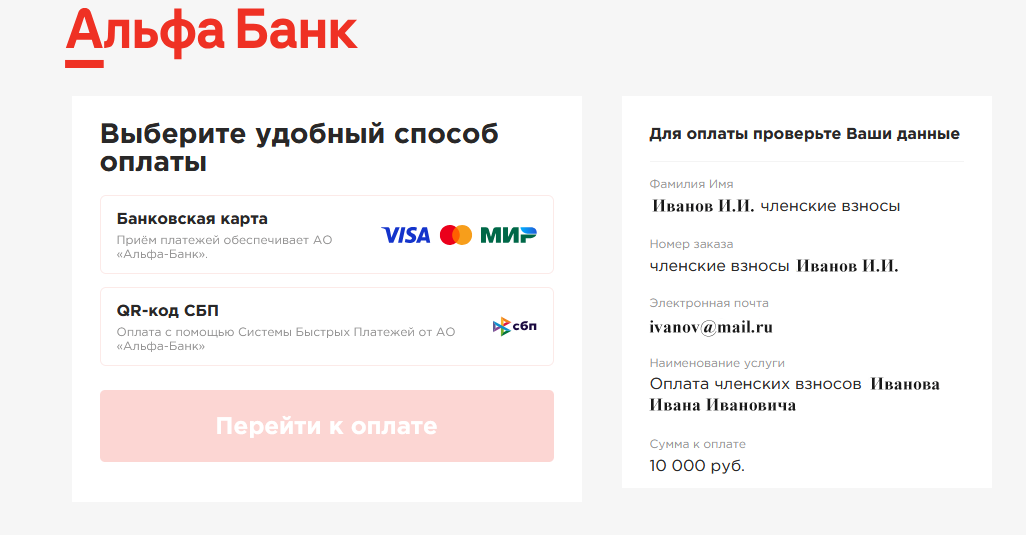 Альфа Банк
Выберите удобный способ
оплаты
Банковская карта
Приём платежей обеспечивает АО
«Альфа-Банк».
VISA МИР
QR-код СБП
Оплата с помощью Системы Быстрых Платежей от АО
«Альфа-Банк»
сбп
Перейти к оплате
Для оплаты проверьте Ваши данные
Фамилия Имя
Иванов И.И. членские взносы
Номер заказа
членские взносы Иванов И.И.
Электронная почта
ivanov@mail.ru
Наименование услуги
Оплата членских взносов Иванова
Ивана Ивановича
Сумма к оплате
10 000 руб.